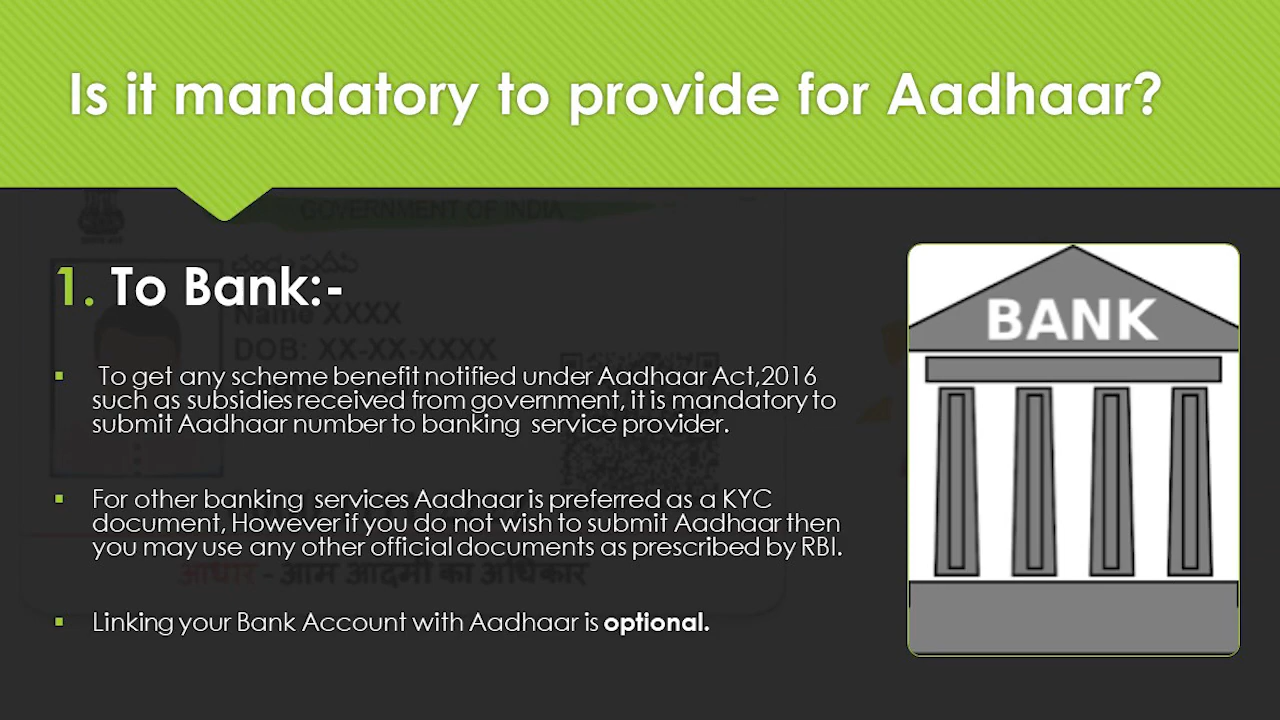 Is it mandatory to provide for Aadhaar?
GOVERNMENT OF INDIA
1. To Bank:-
Name XXXX
DOB: XX-XX-XXXX
BANK
To get any scheme benefit notified under Aadhaar Act,2016
such as subsidies received from government, it is mandatory to
submit Aadhaar number to banking service provider.
For other banking services Aadhaar is preferred as a KYC
document, However if you do not wish to submit Aadhaar then
you may use any other official documents as prescribed by RBI.
आधार - आम आदमी का अधिकार
Linking your Bank Account with Aadhaar is optional.